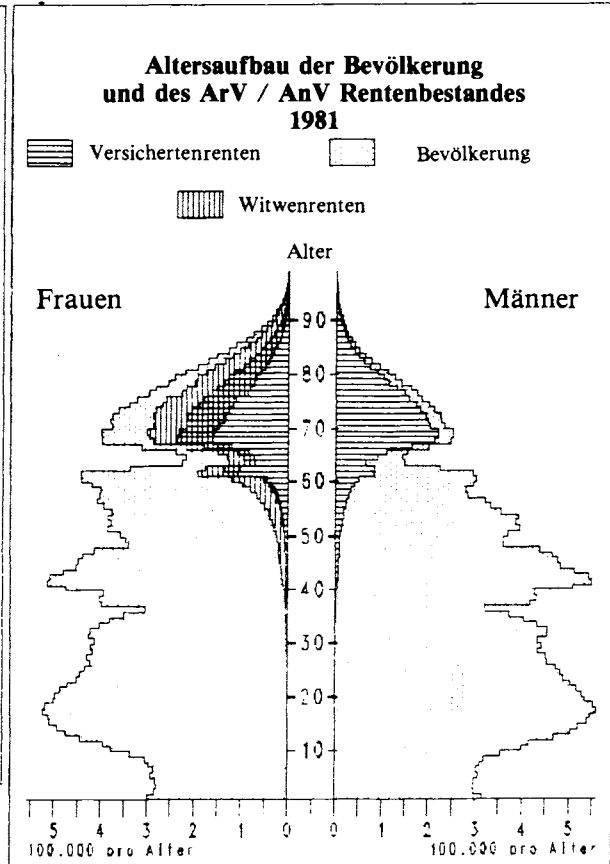 Altersaufbau der Bevölkerung
und des ArV / AnV Rentenbestandes
1981
Versichertenrenten
Bevölkerung
Witwenrenten
Alter
Frauen
Männer
90
80
70
60
50
40
30
20
10
5 4 3 2 1 0 0 1 2 3 4 5
100.000 pro Alter 100.000 pro Alter